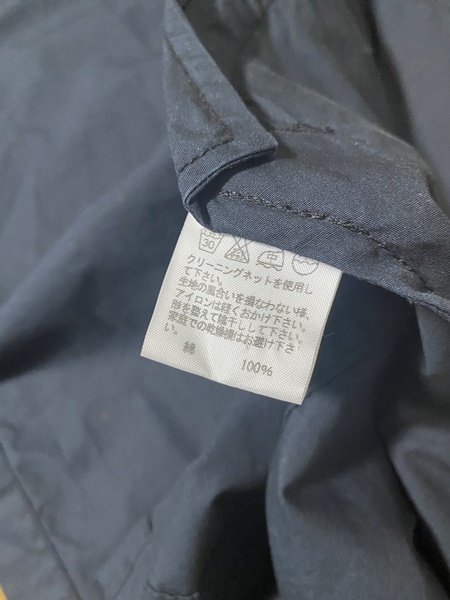 30 中
クリーニングネットを使用し
て下さい。
生地の風合いを損なわない様、
アイロンは軽くおかけ下さい。
形を整えて陰干しして下さい。
家庭での乾燥機はお避け下さ
い。
綿 100%